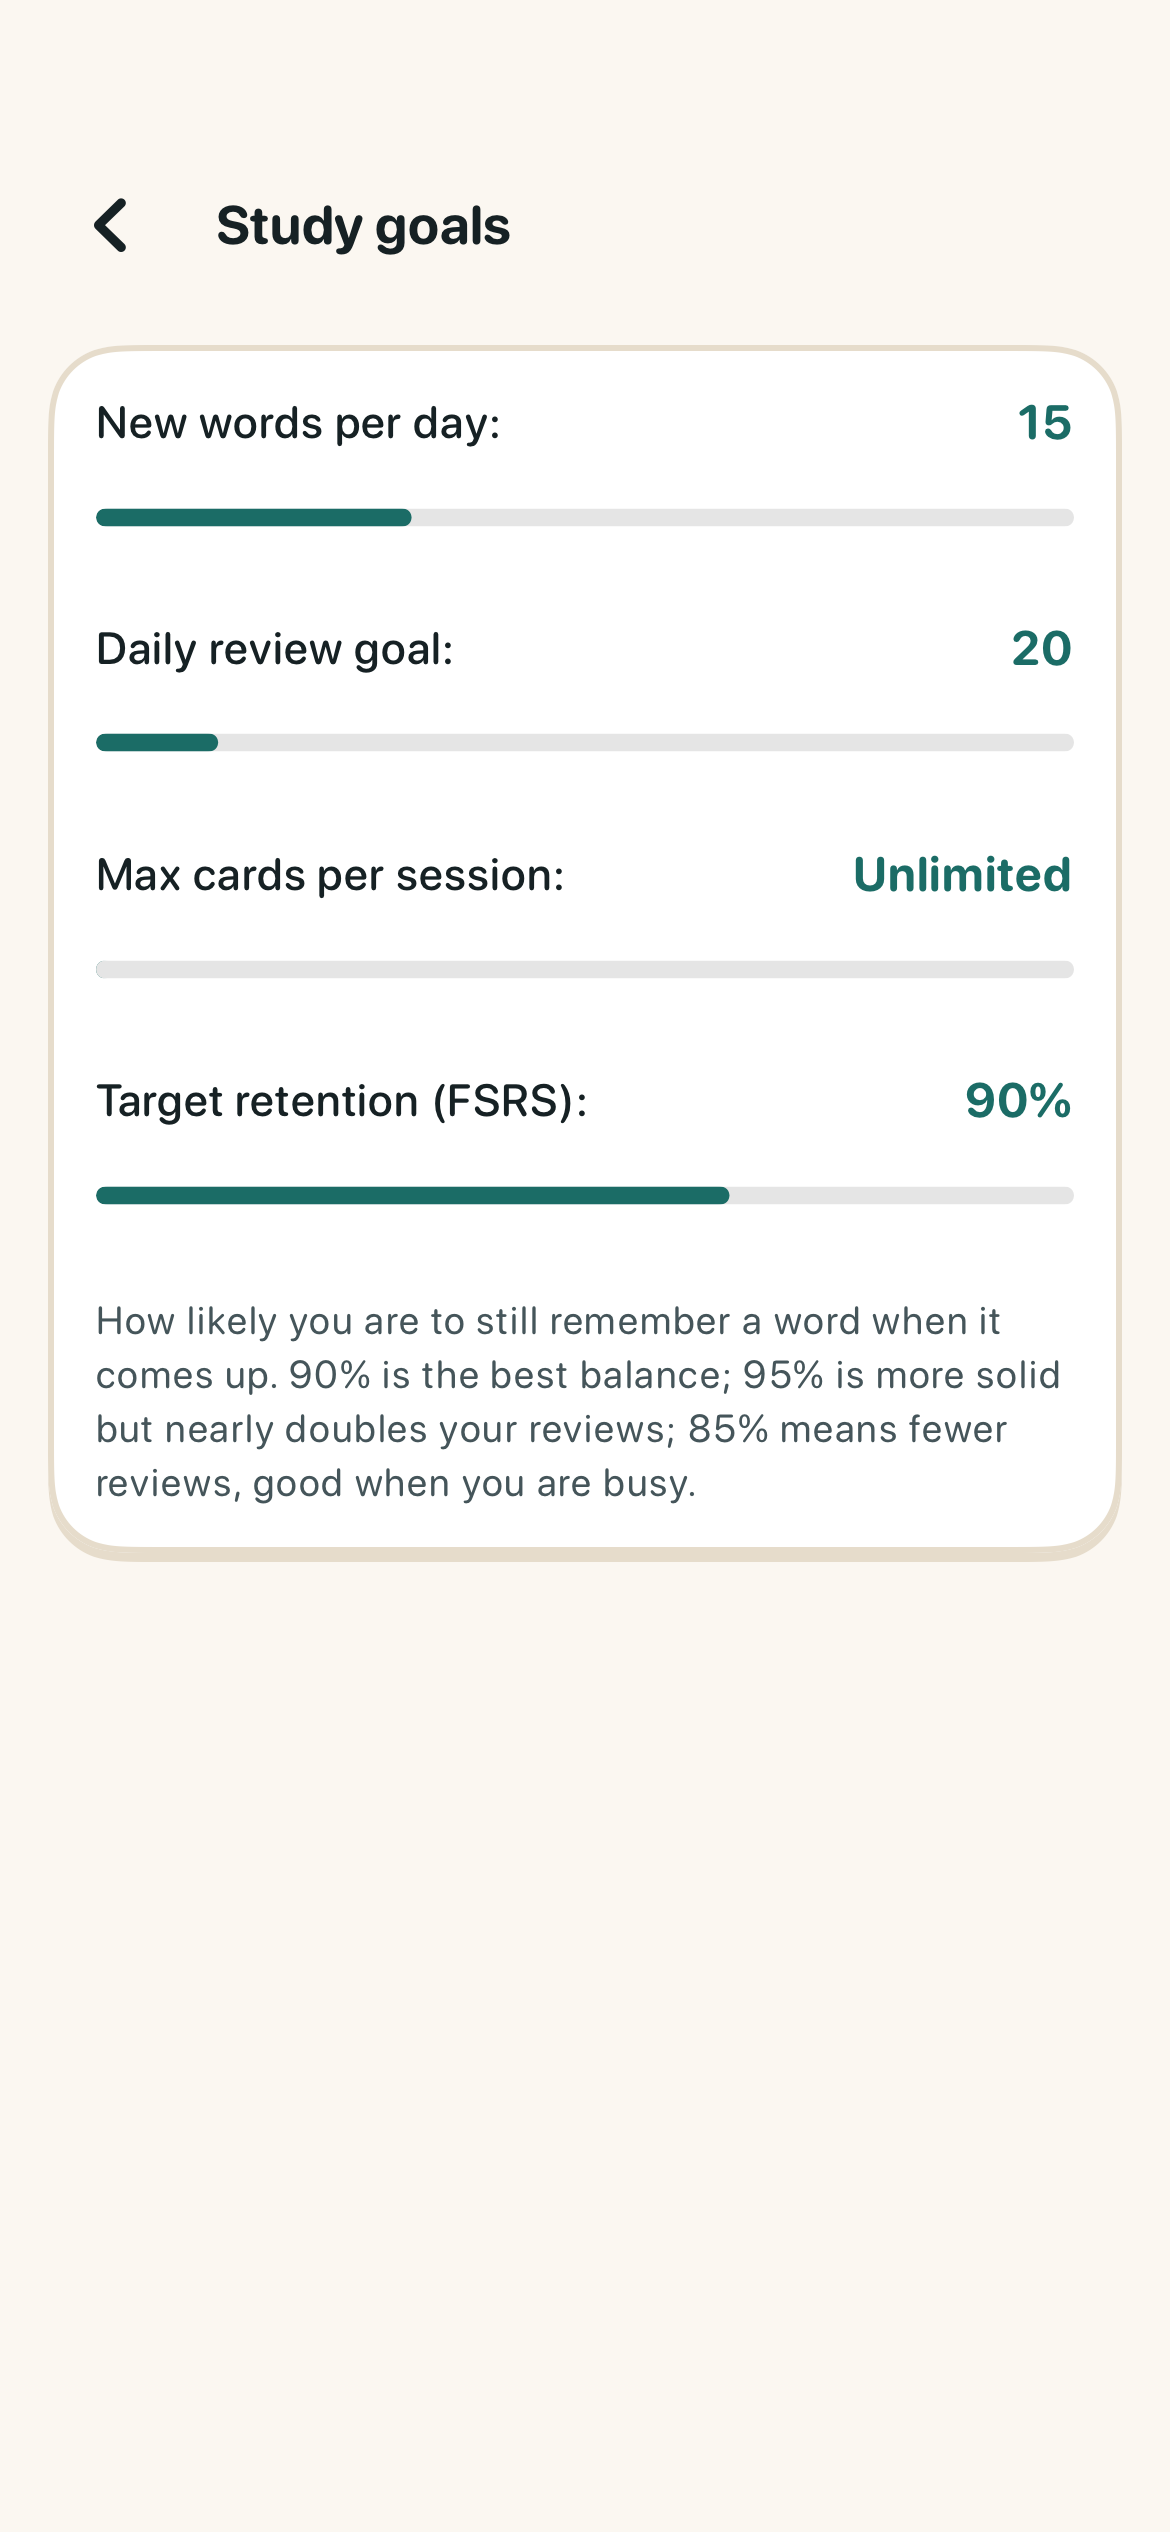 Study goals
New words per day: 15
Daily review goal: 20
Max cards per session: Unlimited
Target retention (FSRS): 90%
How likely you are to still remember a word when it
comes up. 90% is the best balance; 95% is more solid
but nearly doubles your reviews; 85% means fewer
reviews, good when you are busy.